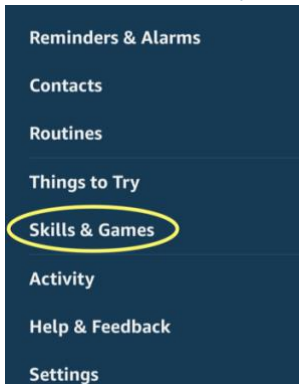 Reminders & Alarms
Contacts
Routines
Things to Try
Skills & Games
Activity
Help & Feedback
Settings